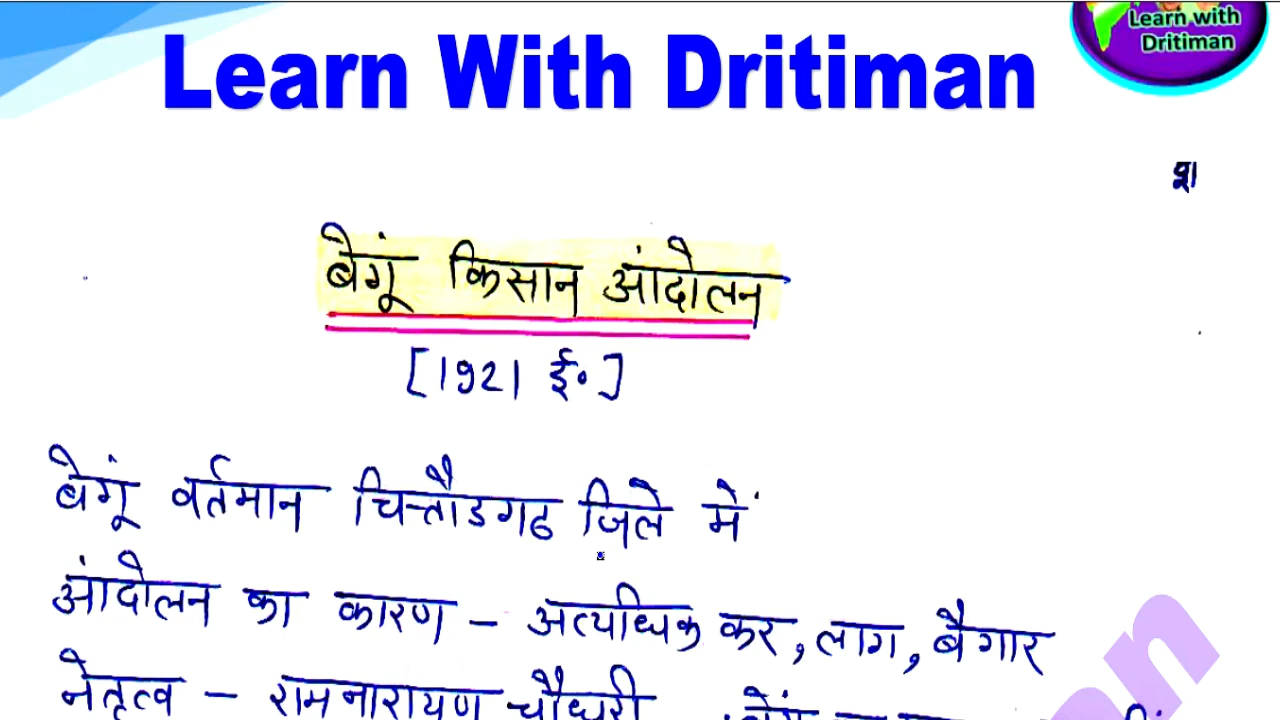 Learn with
Dritiman
Learn With Dritiman
बेगूं किसान आंदोलन
[1921 ई॰]
बेगूं वर्तमान चित्तौडगढ जिले में
आंदोलन का कारण - अत्यधिक कर, लाग, बैगार
नेतृत्व - रामनारायण चौधरी